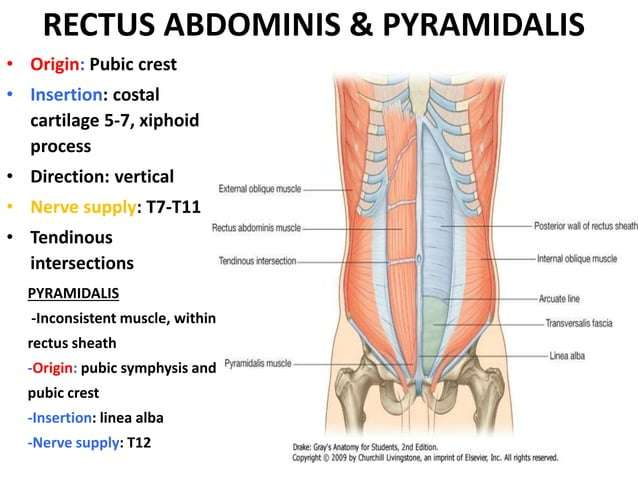 RECTUS ABDOMINIS & PYRAMIDALIS
• Origin: Pubic crest
• Insertion: costal
cartilage 5-7, xiphoid
process
• Direction: vertical
• Nerve supply: T7-T11
• Tendinous
intersections
PYRAMIDALIS
-Inconsistent muscle, within
rectus sheath
-Origin: pubic symphysis and
pubic crest
-Insertion: linea alba
-Nerve supply: T12
External oblique muscle
Rectus abdominis muscle
Tendinous intersection
Pyramidalis muscle
Posterior wall of rectus sheath
Internal oblique muscle
Arcuate line
Transversalis fascia
Linea alba
Drake: Gray's Anatomy for Students, 2nd Edition.
Copyright © 2009 by Churchill Livingstone, an imprint of Elsevier, Inc. All rights reserved.